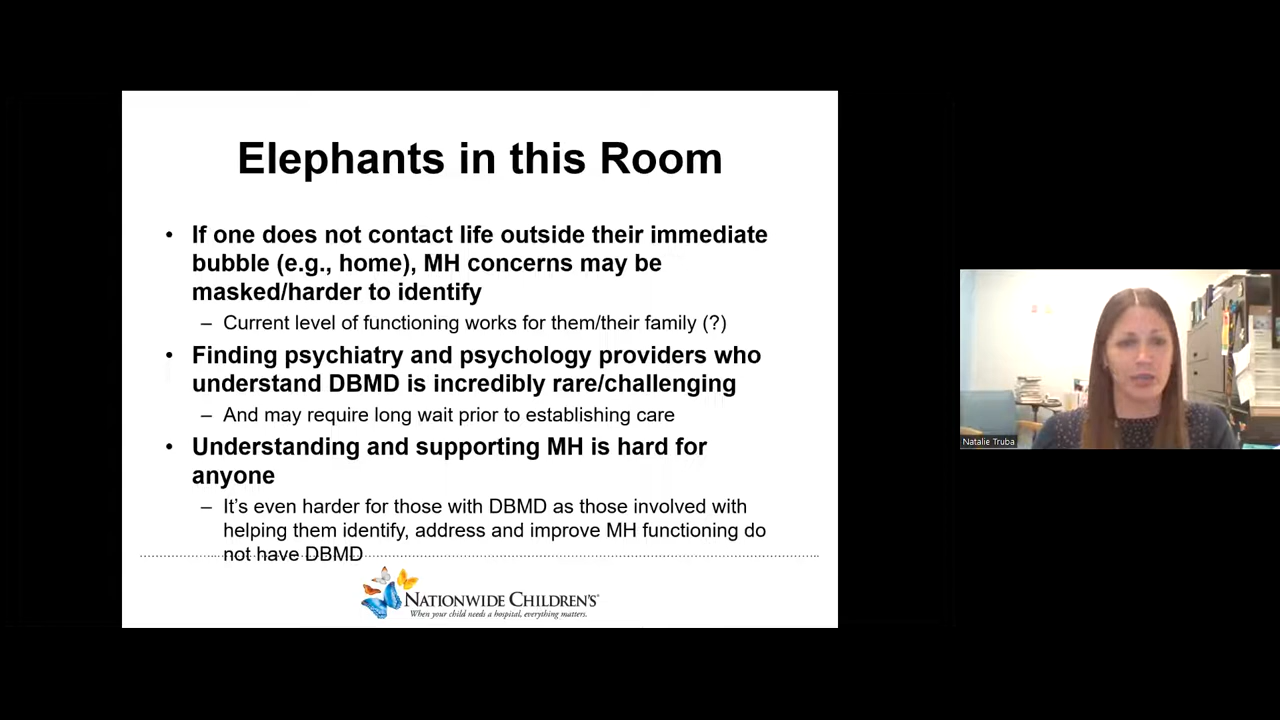 Elephants in this Room
• If one does not contact life outside their immediate
bubble (e.g., home), MH concerns may be
masked/harder to identify
– Current level of functioning works for them/their family (?)
• Finding psychiatry and psychology providers who
understand DBMD is incredibly rare/challenging
– And may require long wait prior to establishing care
• Understanding and supporting MH is hard for
anyone
– It's even harder for those with DBMD as those involved with
helping them identify, address and improve MH functioning do
not have DBMD
NATIONWIDE CHILDREN'S®
When your child needs a hospital, everything matters.
Natalie Truba